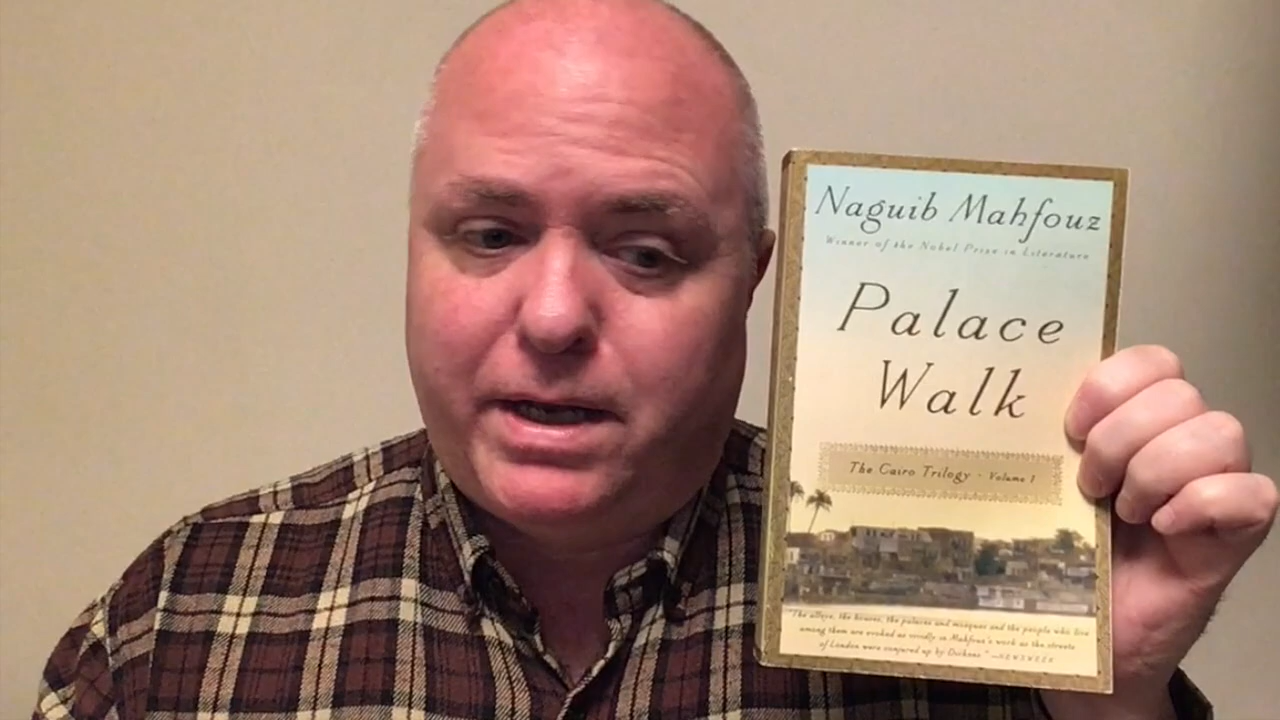 Naguib Mahfouz
Winner of the Nobel Prize in Literature
Palace
Walk
The Cairo Trilogy · Volume 1
"The alleys, the houses, the palaces and mosques and the people who live
among them are evoked as vividly in Mahfouz's work as the streets
of London were conjured up by Dickens." —NEWSWEEK